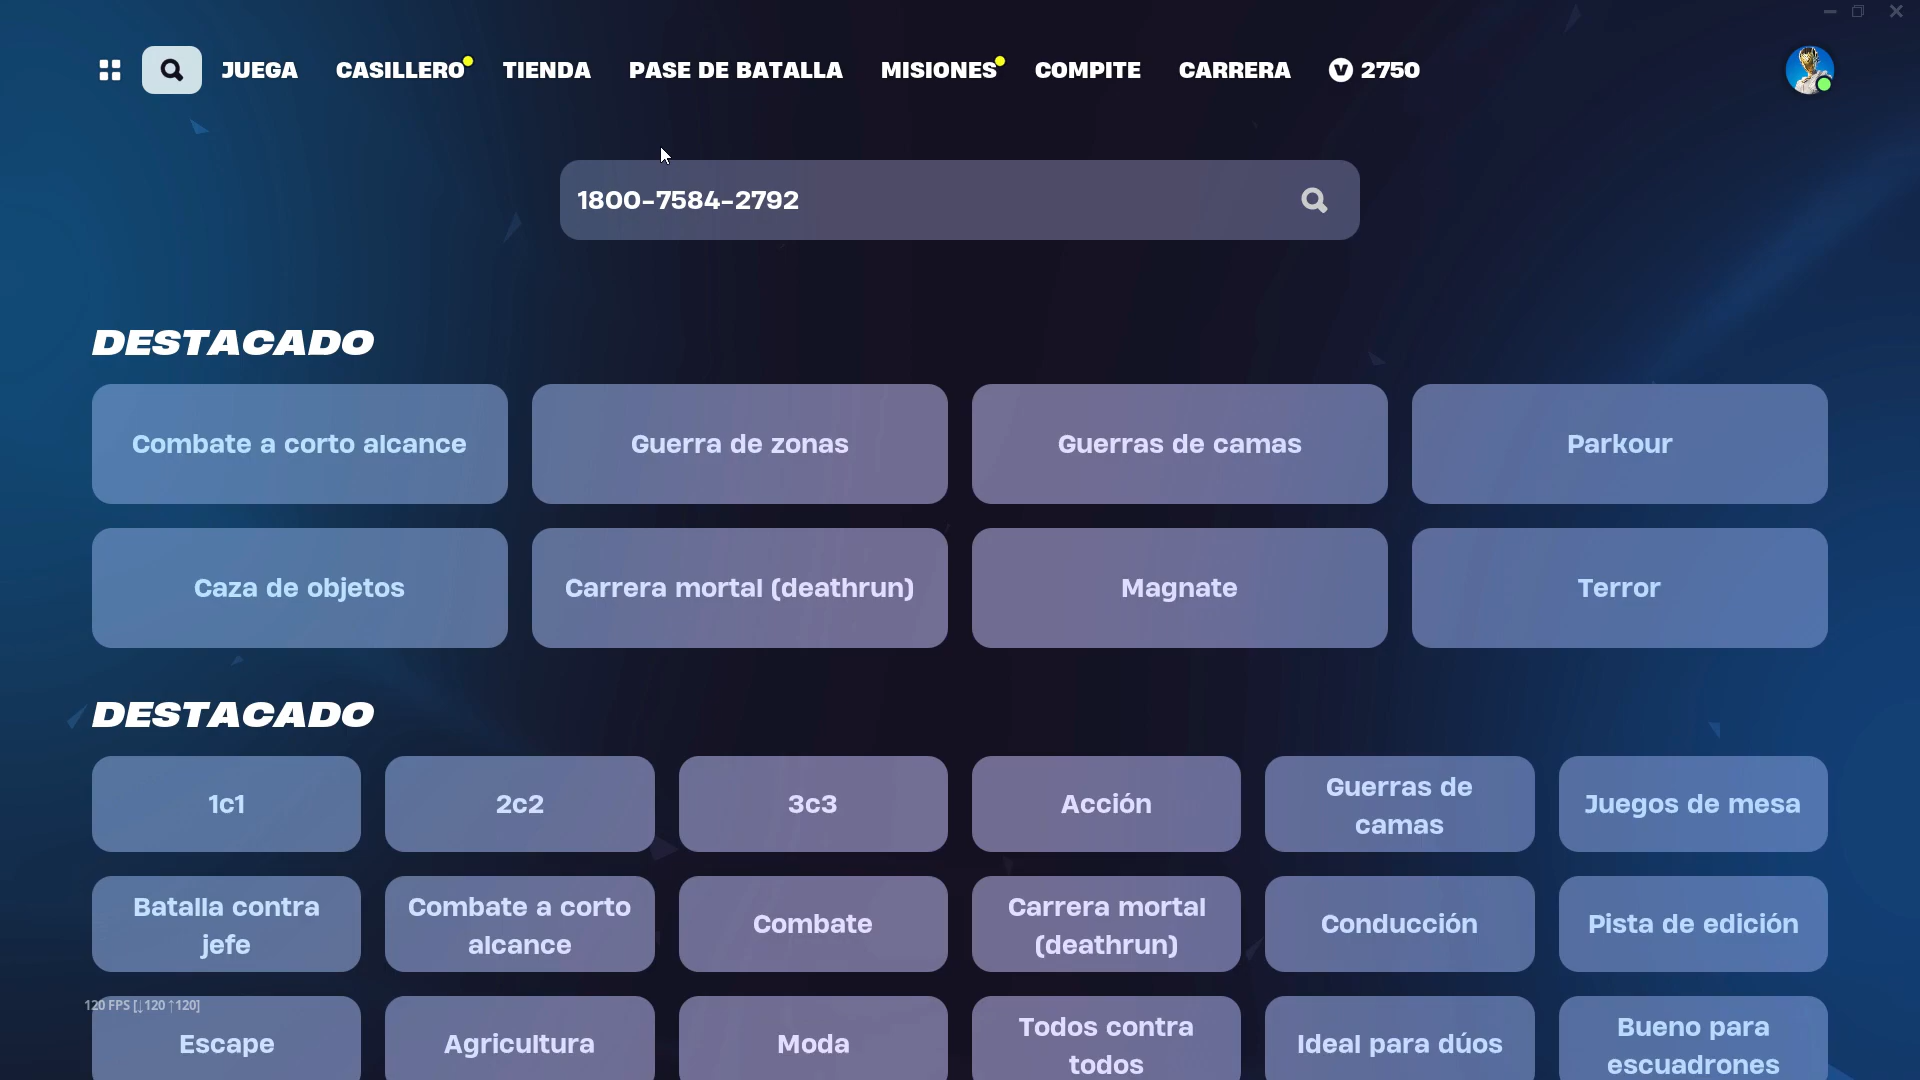 JUEGA CASILLERO TIENDA PASE DE BATALLA MISIONES COMPITE CARRERA V 2750
1800-7584-2792
DESTACADO
Combate a corto alcance Guerra de zonas Guerras de camas Parkour
Caza de objetos Carrera mortal (deathrun) Magnate Terror
DESTACADO
1c1 2c2 3c3 Acción Guerras de camas Juegos de mesa
Batalla contra jefe Combate a corto alcance Combate Carrera mortal (deathrun) Conducción Pista de edición
120 FPS [↓120 ↑120]
Escape Agricultura Moda Todos contra todos Ideal para dúos Bueno para escuadrones